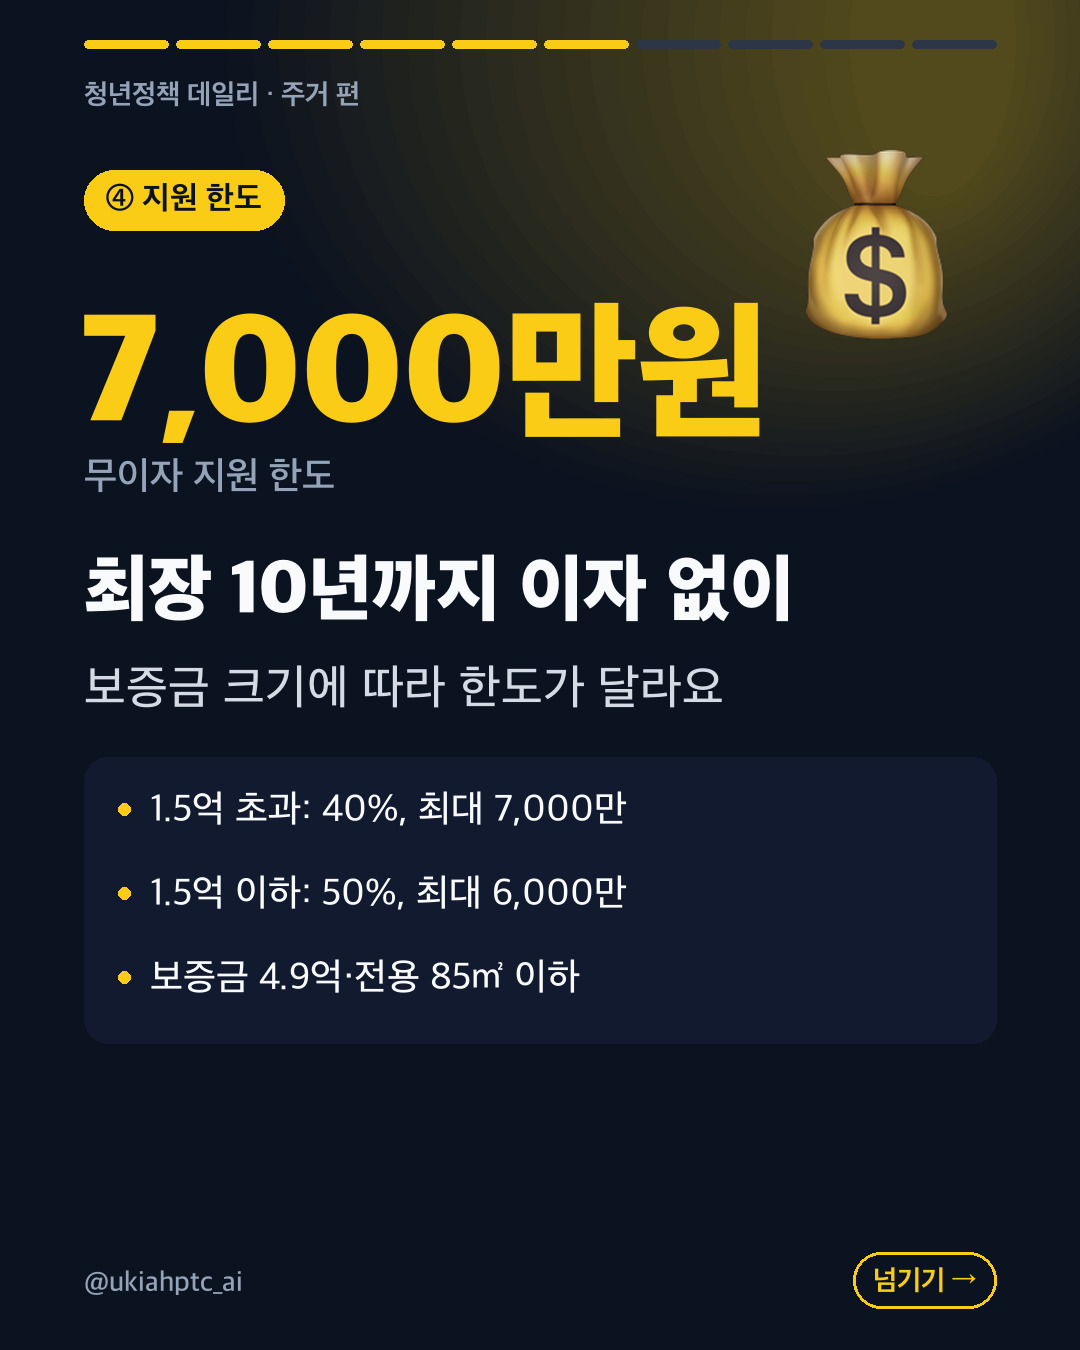 청년정책 데일리 · 주거 편
④ 지원 한도
$
7,000만원
무이자 지원 한도
최장 10년까지 이자 없이
보증금 크기에 따라 한도가 달라요
• 1.5억 초과: 40%, 최대 7,000만
• 1.5억 이하: 50%, 최대 6,000만
• 보증금 4.9억·전용 85㎡ 이하
@ukiahptc_ai
넘기기 →